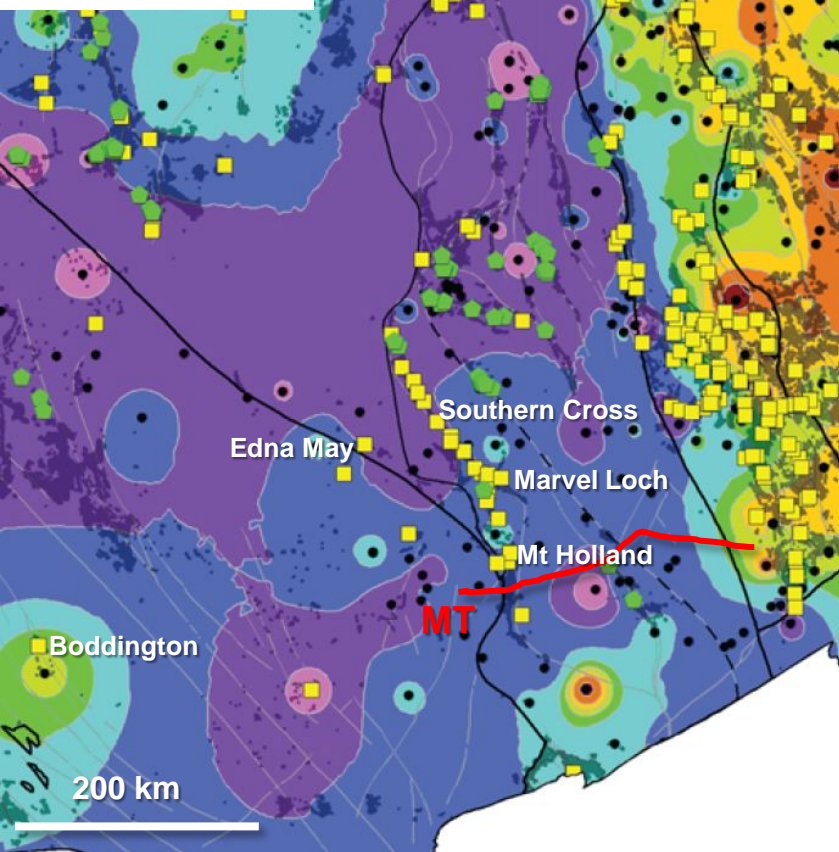 Southern Cross
Edna May
Marvel Loch
Mt Holland
MT
Boddington
200 km